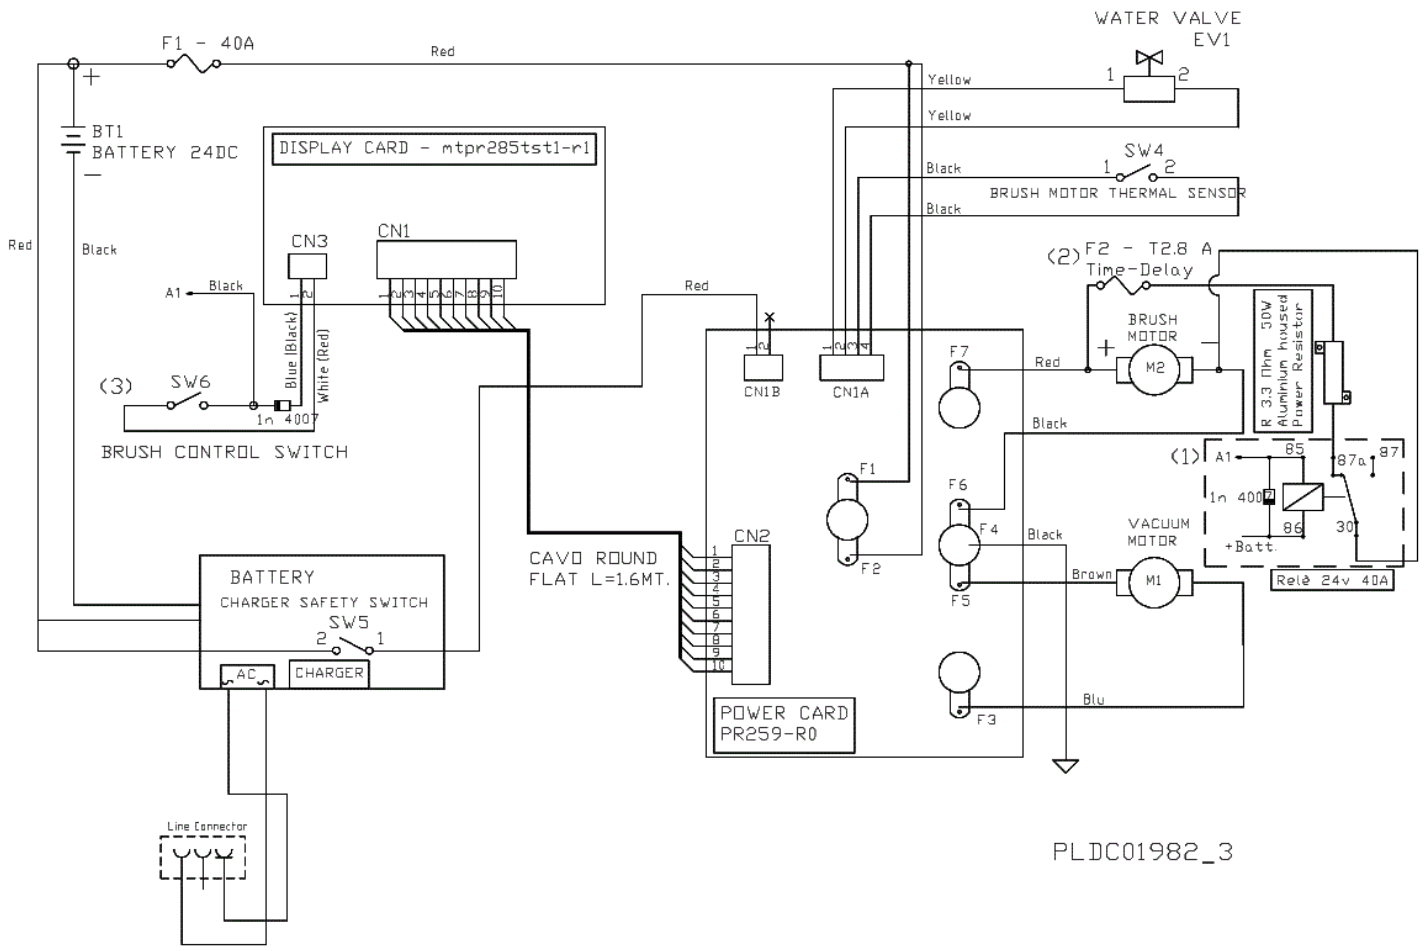 WATER VALVE
EV1
F1 - 40A
Red
+
1
2
Yellow
Yellow
BT1
BATTERY 24DC
DISPLAY CARD - mtpr285tst1-r1
SW4
Black
1
2
BRUSH MOTOR THERMAL SENSOR
Black
Red
Black
CN3
CN1
(2)
F2 - T2.8 A
Time-Delay
A1
Black
1
2
1
2
3
4
5
6
7
8
9
10
Red
Blue (Black)
White (Red)
R 3.3 Ohm 50W
Aluminium housed
Power Resistor
BRUSH
MOTOR
+
M2
1
2
1
2
3
4
F7
Red
(3)
SW6
1n 4007
CN1B
CN1A
Black
BRUSH CONTROL SWITCH
(1)
A1
85
87a
87
F1
F6
1n 4007
F4
Black
VACUUM
MOTOR
86
30
+Batt.
CAVO ROUND
FLAT L=1.6MT.
CN2
1
2
3
4
5
6
7
8
9
10
F2
Brown
M1
F5
Relè 24v 40A
BATTERY
CHARGER SAFETY SWITCH
SW5
2
1
AC
CHARGER
POWER CARD
PR259-R0
Blu
F3
Line Connector
PLDC01982_3